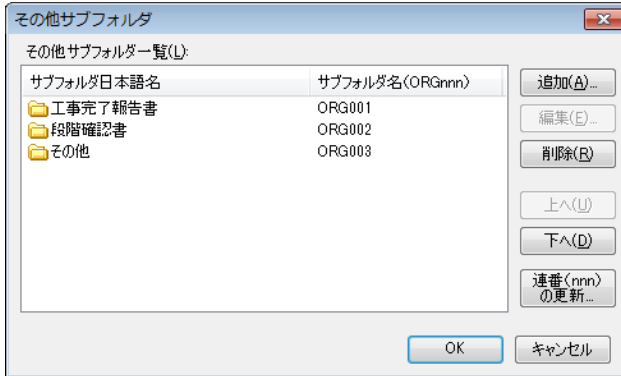 その他サブフォルダ
その他サブフォルダ一覧(L):
サブフォルダ日本語名 サブフォルダ名(ORGnnn)
工事完了報告書 ORG001
段階確認書 ORG002
その他 ORG003
追加(A)...
編集(E)...
削除(R)
上へ(U)
下へ(D)
連番(nnn)
の更新...
OK キャンセル